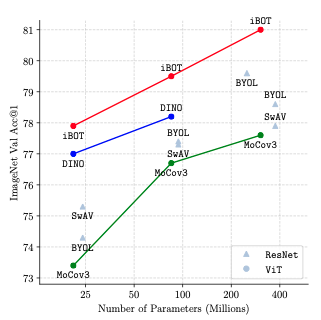 ImageNet Val Acc@1
81
80
79
78
77
76
75
74
73
iBOT
iBOT
BYOL
BYOL
DINO
SwAV
iBOT
BYOL
MoCov3
SwAV
DINO
MoCov3
SwAV
BYOL
MoCov3
ResNet
ViT
25
50
100
200
400
Number of Parameters (Millions)